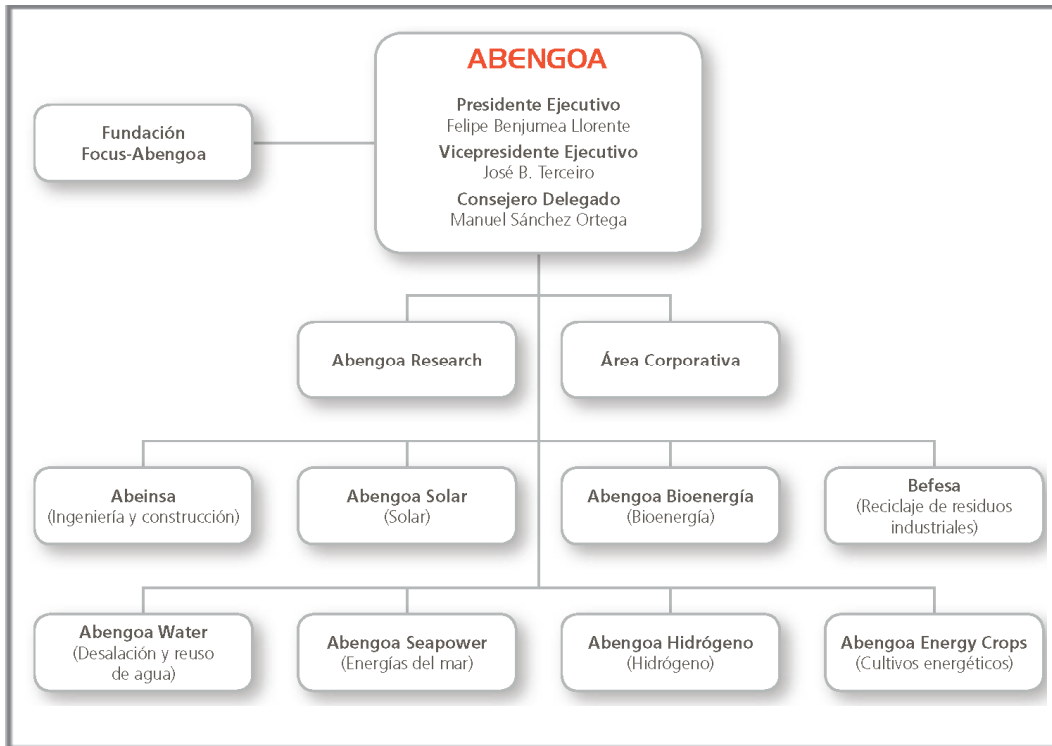 ABENGOA
Presidente Ejecutivo
Felipe Benjumea Llorente
Vicepresidente Ejecutivo
José B. Terceiro
Consejero Delegado
Manuel Sánchez Ortega
Fundación
Focus-Abengoa
Abengoa Research
Área Corporativa
Abeinsa
(Ingeniería y construcción)
Abengoa Solar
(Solar)
Abengoa Bioenergía
(Bioenergía)
Befesa
(Reciclaje de residuos
industriales)
Abengoa Water
(Desalación y reuso
de agua)
Abengoa Seapower
(Energías del mar)
Abengoa Hidrógeno
(Hidrógeno)
Abengoa Energy Crops
(Cultivos energéticos)